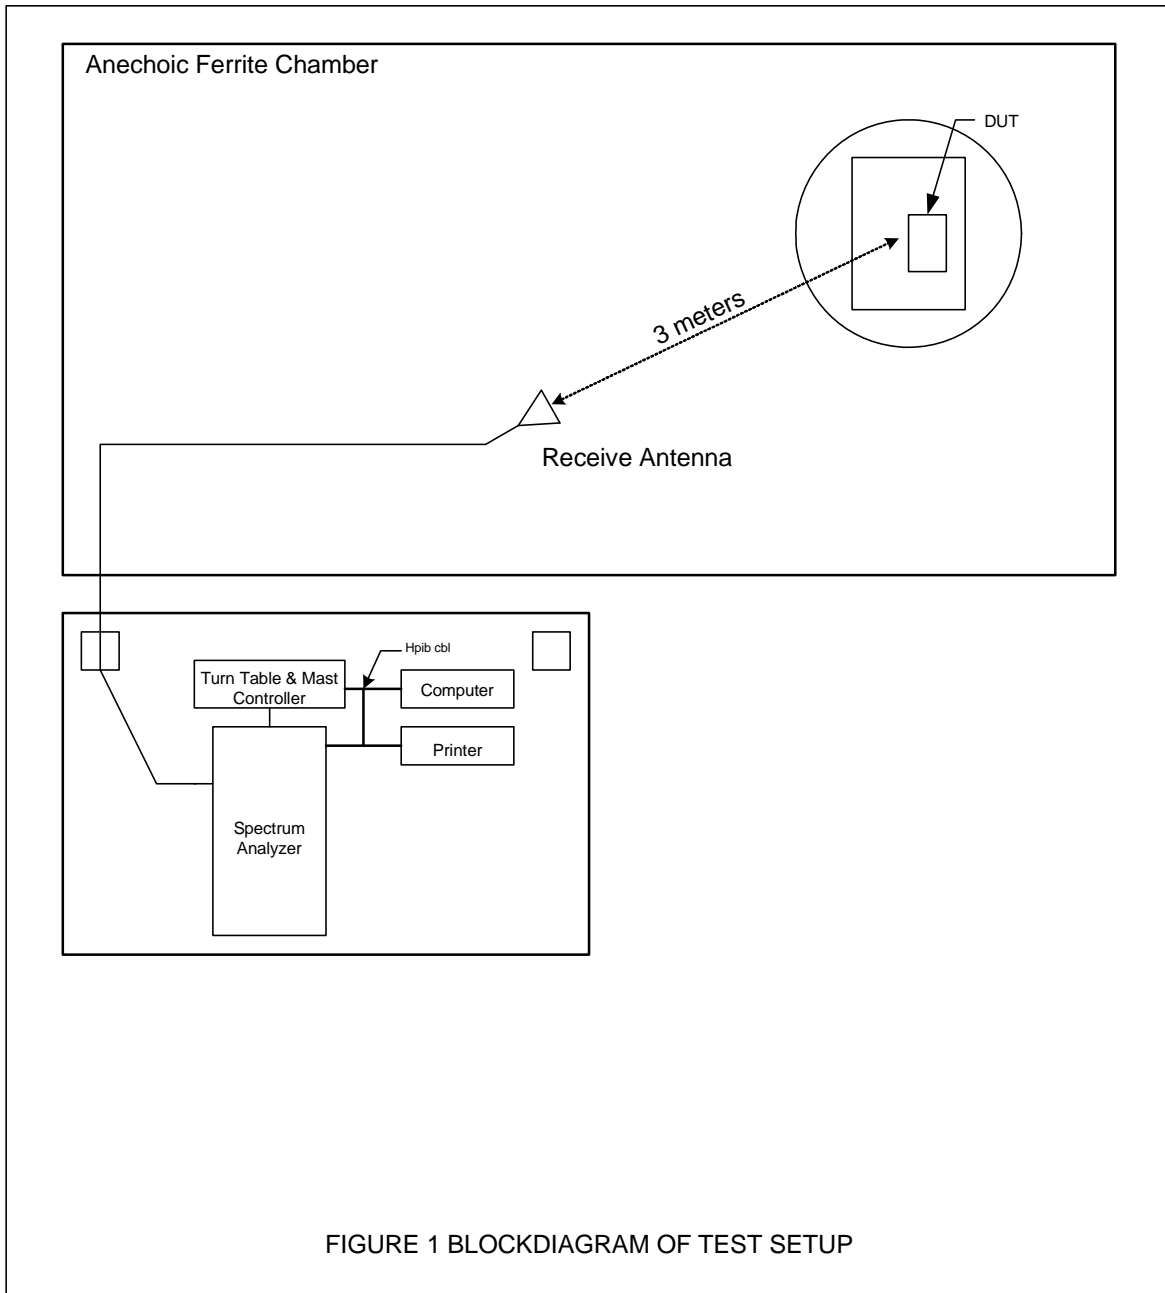 Anechoic Ferrite Chamber
DUT
3 meters
Receive Antenna
Hpib cbl
Turn Table & Mast
Controller
Computer
Printer
Spectrum
Analyzer
FIGURE 1 BLOCKDIAGRAM OF TEST SETUP